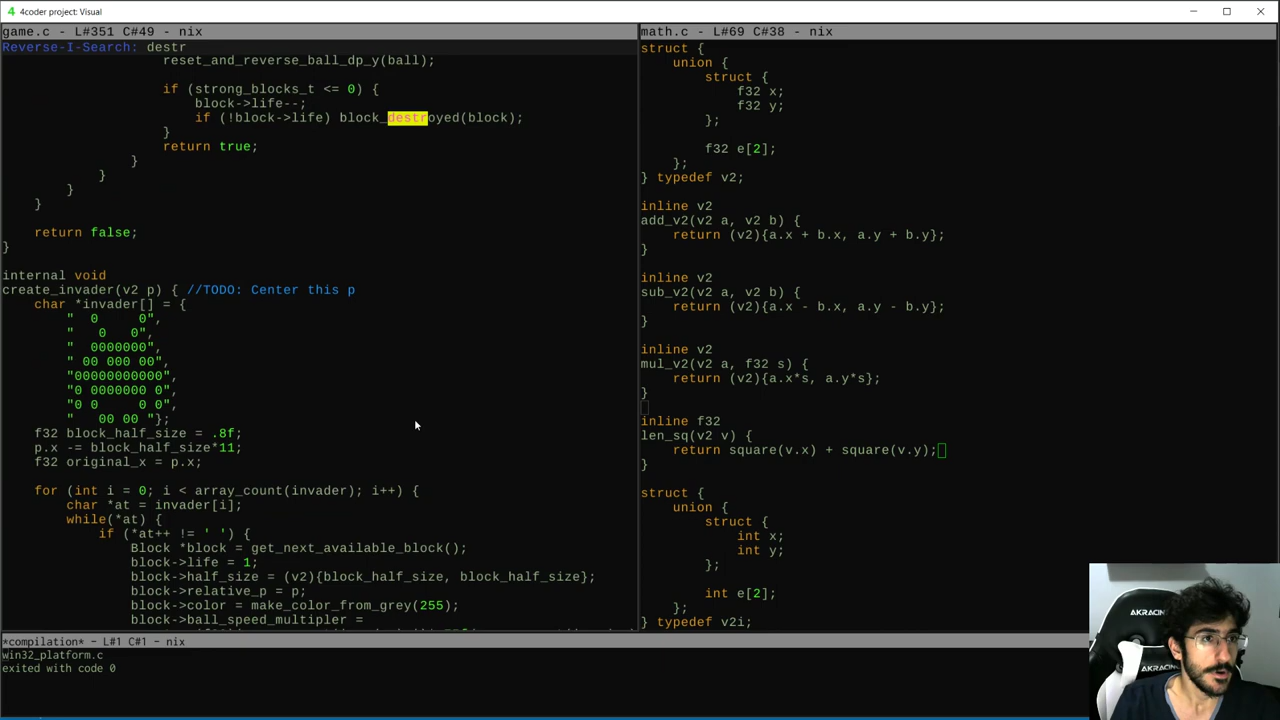 4coder project: Visual
game.c - L#351 C#49 - nix
Reverse-I-Search: destr
reset_and_reverse_ball_dp_y(ball);
if (strong_blocks_t <= 0) {
block->life--;
if (!block->life) block_destroyed(block);
}
return true;
}
}
}
}
return false;
}
internal void
create_invader(v2 p) { //TODO: Center this p
char *invader[] = {
"  0     0",
"   0   0",
"  0000000",
" 00 000 00",
"00000000000",
"0 0000000 0",
"0 0     0 0",
"   00 00 "};
f32 block_half_size = .8f;
p.x -= block_half_size*11;
f32 original_x = p.x;
for (int i = 0; i < array_count(invader); i++) {
char *at = invader[i];
while(*at) {
if (*at++ != ' ') {
Block *block = get_next_available_block();
block->life = 1;
block->half_size = (v2){block_half_size, block_half_size};
block->relative_p = p;
block->color = make_color_from_grey(255);
block->ball_speed_multipler =
math.c - L#69 C#38 - nix
struct {
union {
struct {
f32 x;
f32 y;
};
f32 e[2];
};
} typedef v2;
inline v2
add_v2(v2 a, v2 b) {
return (v2){a.x + b.x, a.y + b.y};
}
inline v2
sub_v2(v2 a, v2 b) {
return (v2){a.x - b.x, a.y - b.y};
}
inline v2
mul_v2(v2 a, f32 s) {
return (v2){a.x*s, a.y*s};
}
inline f32
len_sq(v2 v) {
return square(v.x) + square(v.y);
}
struct {
union {
struct {
int x;
int y;
};
int e[2];
};
} typedef v2i;
*compilation* - L#1 C#1 - nix
win32_platform.c
exited with code 0
AKRACING
AKRACING